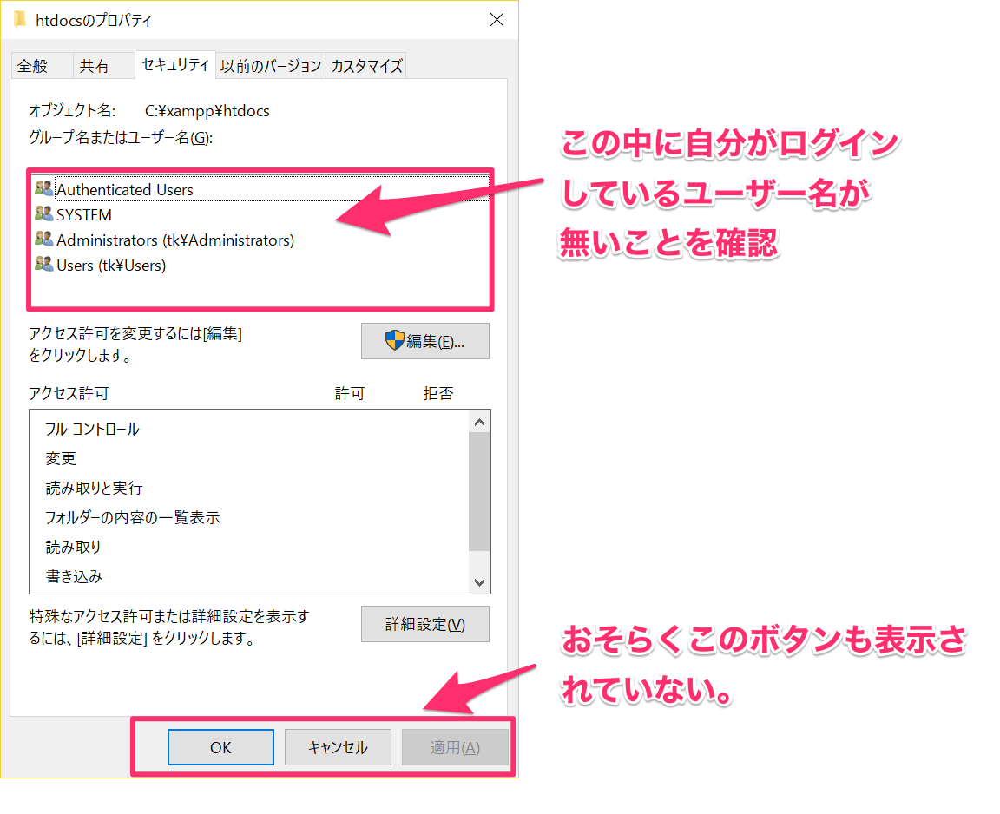 htdocsのプロパティ
全般
共有
セキュリティ
以前のバージョン
カスタマイズ
オブジェクト名: C:¥xampp¥htdocs
グループ名またはユーザー名(G):
Authenticated Users
SYSTEM
Administrators (tk¥Administrators)
Users (tk¥Users)
アクセス許可を変更するには[編集]
をクリックします。
編集(E)...
アクセス許可 許可 拒否
フル コントロール
変更
読み取りと実行
フォルダーの内容の一覧表示
読み取り
書き込み
特殊なアクセス許可または詳細設定を表示す
るには、[詳細設定] をクリックします。
詳細設定(V)
OK
キャンセル
適用(A)
この中に自分がログイン
しているユーザー名が
無いことを確認
おそらくこのボタンも表示さ
れていない。